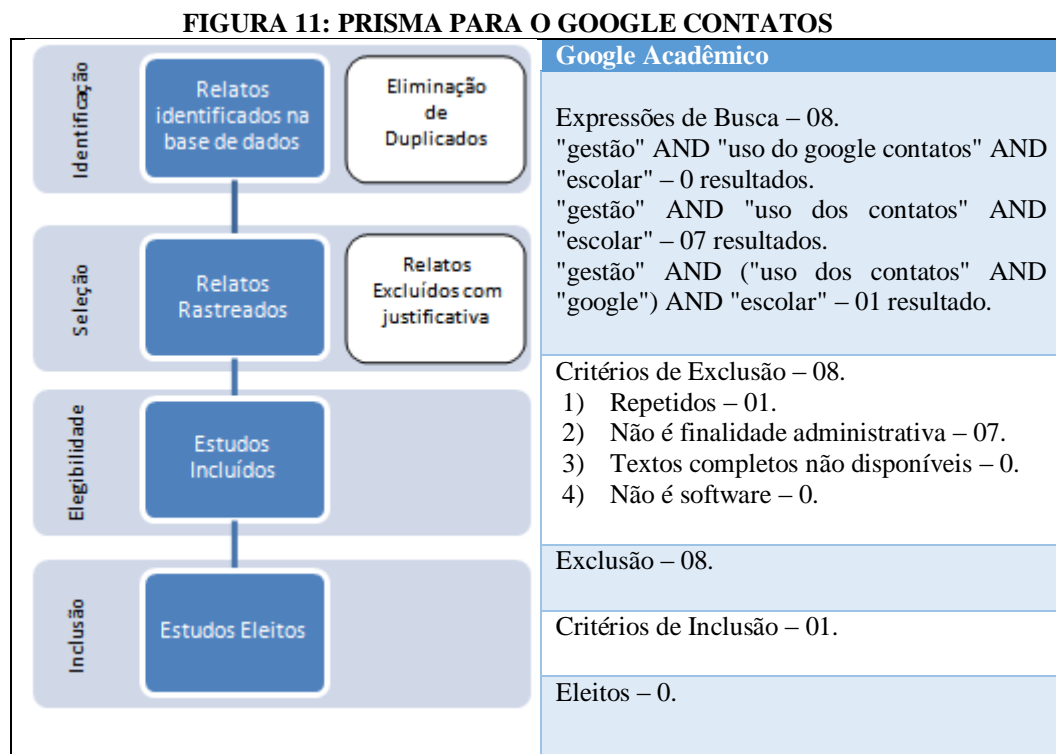 FIGURA 11: PRISMA PARA O GOOGLE CONTATOS
Identificação
Relatos
identificados na
base de dados
Eliminação
de
Duplicados
Seleção
Relatos
Rastreados
Relatos
Excluídos com
justificativa
Elegibilidade
Estudos
Incluídos
Inclusão
Estudos Eleitos
Google Acadêmico
Expressões de Busca – 08.
"gestão" AND "uso do google contatos" AND
"escolar" – 0 resultados.
"gestão" AND "uso dos contatos" AND
"escolar" – 07 resultados.
"gestão" AND ("uso dos contatos" AND
"google") AND "escolar" – 01 resultado.
Critérios de Exclusão – 08.
1) Repetidos – 01.
2) Não é finalidade administrativa – 07.
3) Textos completos não disponíveis – 0.
4) Não é software – 0.
Exclusão – 08.
Critérios de Inclusão – 01.
Eleitos – 0.